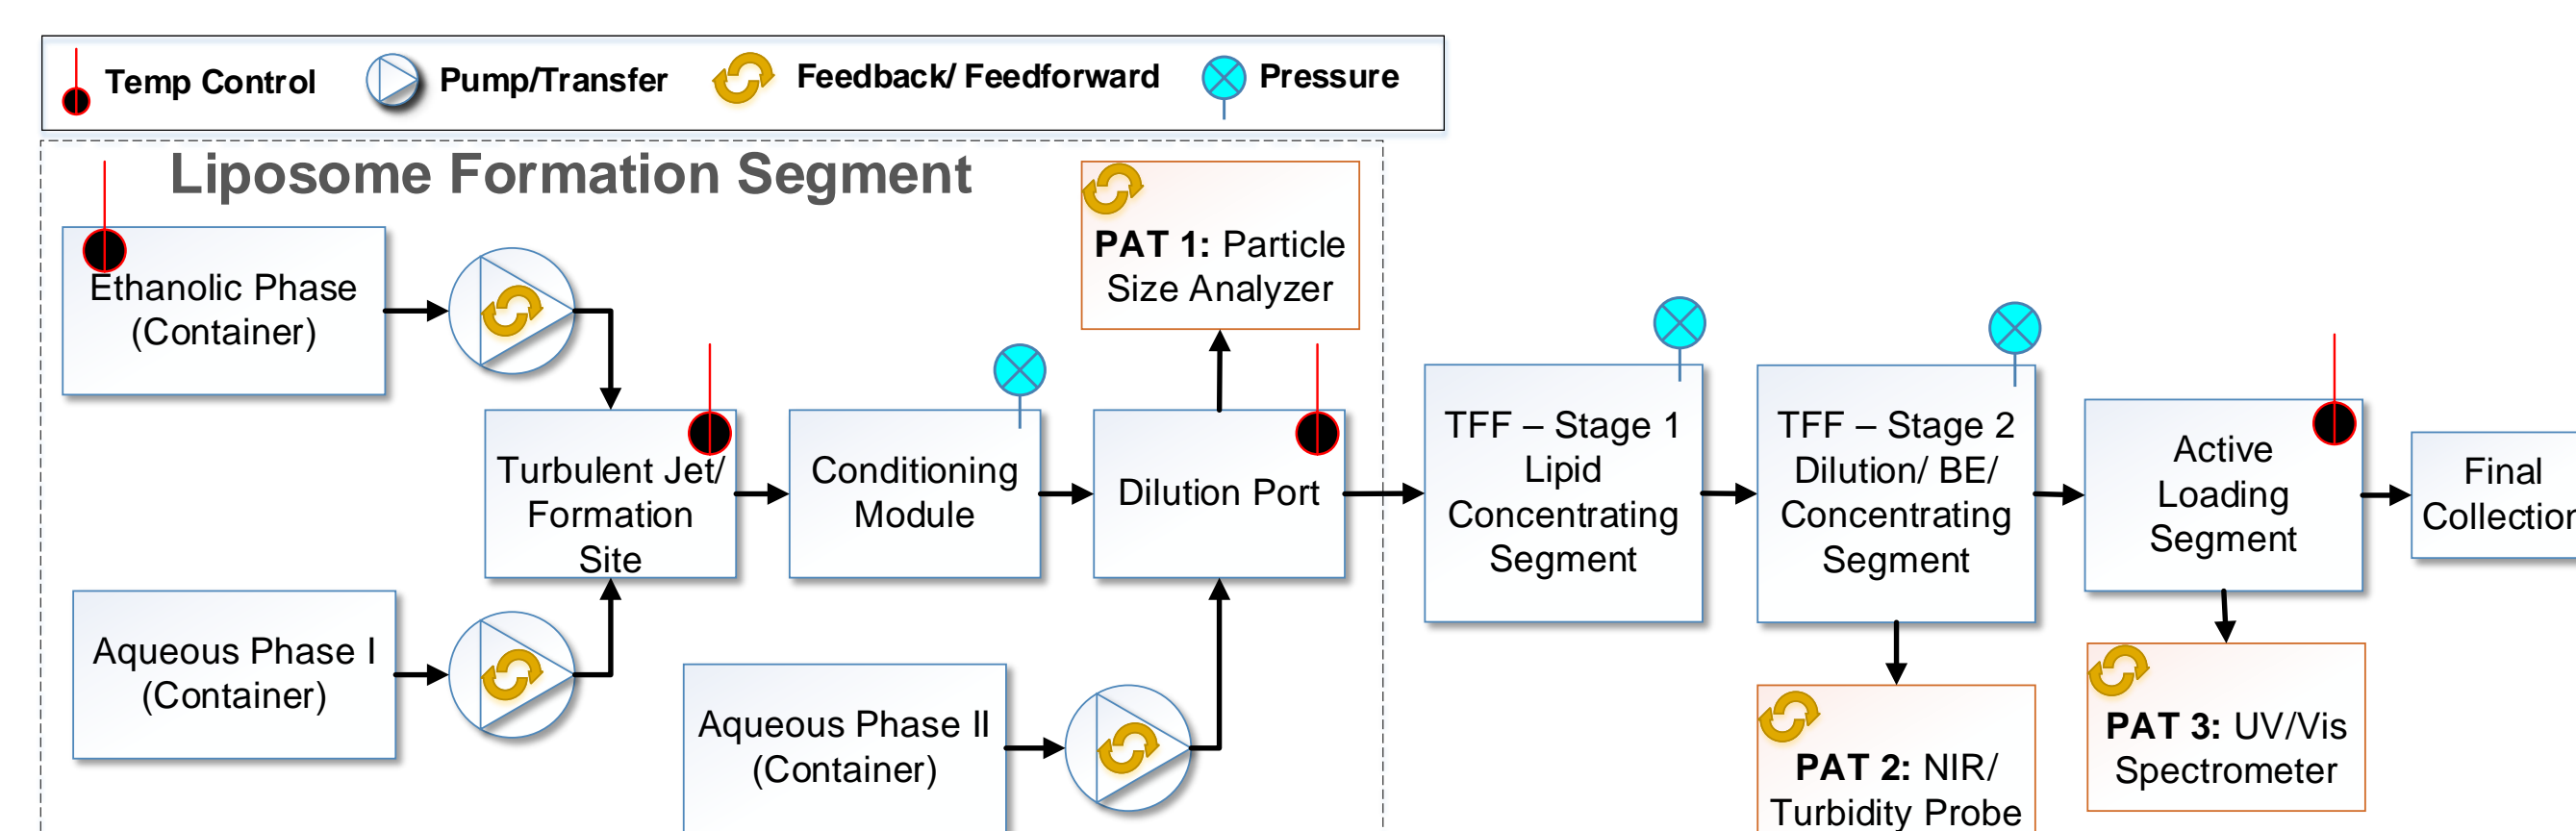 Temp Control
Pump/Transfer
Feedback/ Feedforward
Pressure
Liposome Formation Segment
PAT 1: Particle
Size Analyzer
Ethanolic Phase
(Container)
Turbulent Jet/
Formation
Site
Conditioning
Module
Dilution Port
TFF – Stage 1
Lipid
Concentrating
Segment
TFF – Stage 2
Dilution/ BE/
Concentrating
Segment
Active
Loading
Segment
Final
Collection
Aqueous Phase I
(Container)
Aqueous Phase II
(Container)
PAT 2: NIR/
Turbidity Probe
PAT 3: UV/Vis
Spectrometer